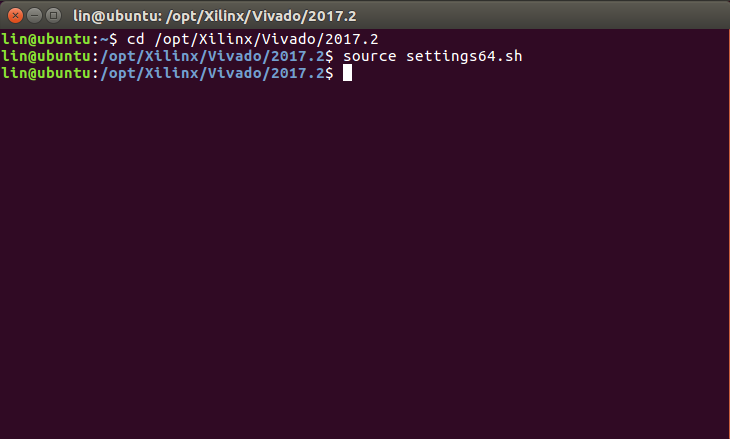 lin@ubuntu: /opt/Xilinx/Vivado/2017.2
lin@ubuntu:~$ cd /opt/Xilinx/Vivado/2017.2
lin@ubuntu:/opt/Xilinx/Vivado/2017.2$ source settings64.sh
lin@ubuntu:/opt/Xilinx/Vivado/2017.2$